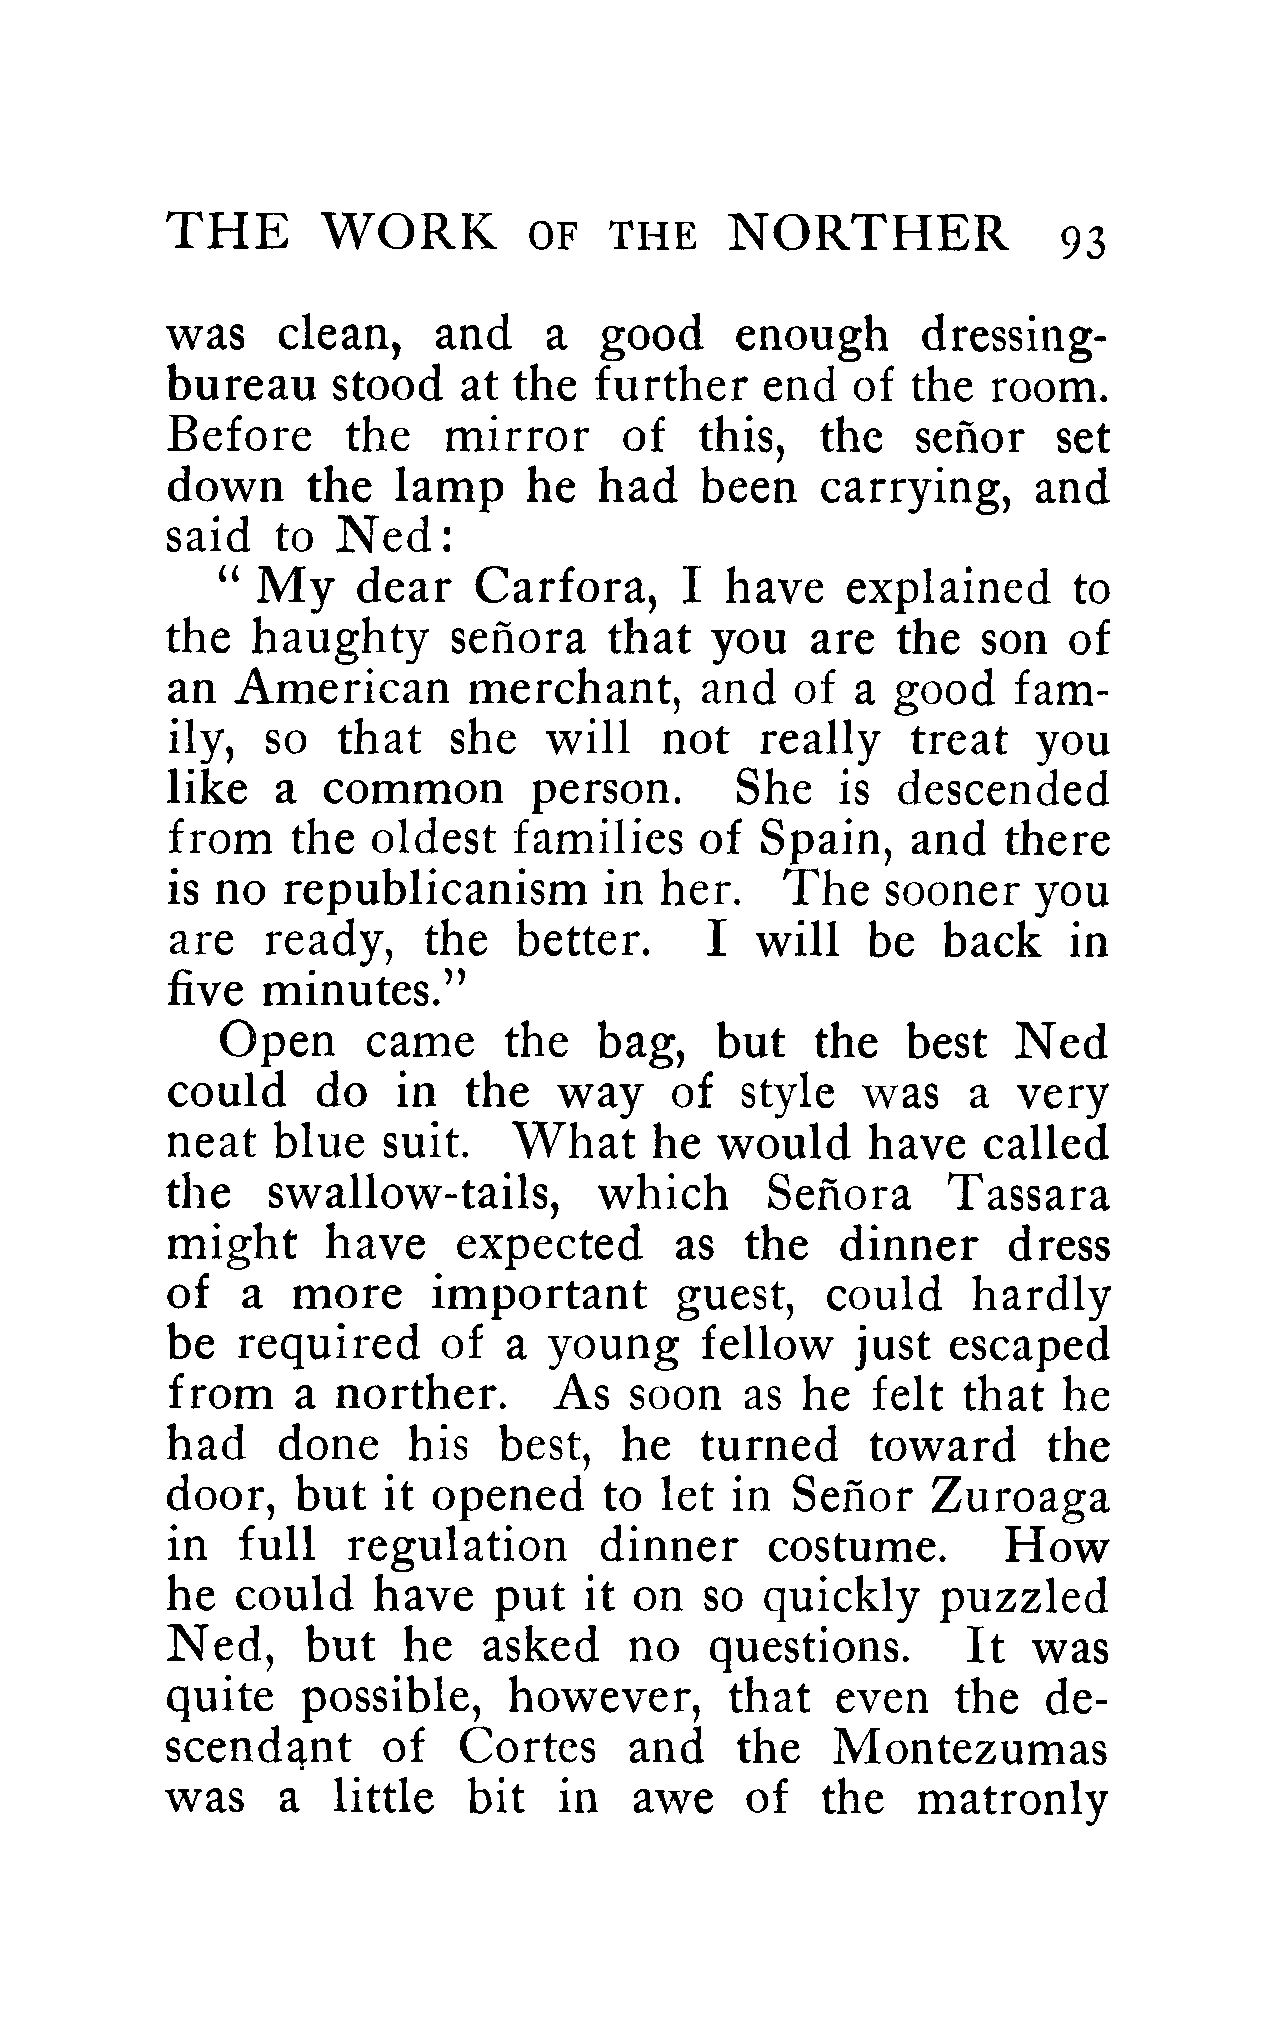 THE WORK OF THE NORTHER 93
was clean, and a good enough dressing-
bureau stood at the further end of the room.
Before the mirror of this, the señor set
down the lamp he had been carrying, and
said to Ned:
" My dear Carfora, I have explained to
the haughty señora that you are the son of
an American merchant, and of a good fam-
ily, so that she will not really treat you
like a common person. She is descended
from the oldest families of Spain, and there
is no republicanism in her. The sooner you
are ready, the better. I will be back in
five minutes."
Open came the bag, but the best Ned
could do in the way of style was a very
neat blue suit. What he would have called
the swallow-tails, which Señora Tassara
might have expected as the dinner dress
of a more important guest, could hardly
be required of a young fellow just escaped
from a norther. As soon as he felt that he
had done his best, he turned toward the
door, but it opened to let in Señor Zuroaga
in full regulation dinner costume. How
he could have put it on so quickly puzzled
Ned, but he asked no questions. It was
quite possible, however, that even the de-
scendant of Cortes and the Montezumas
was a little bit in awe of the matronly